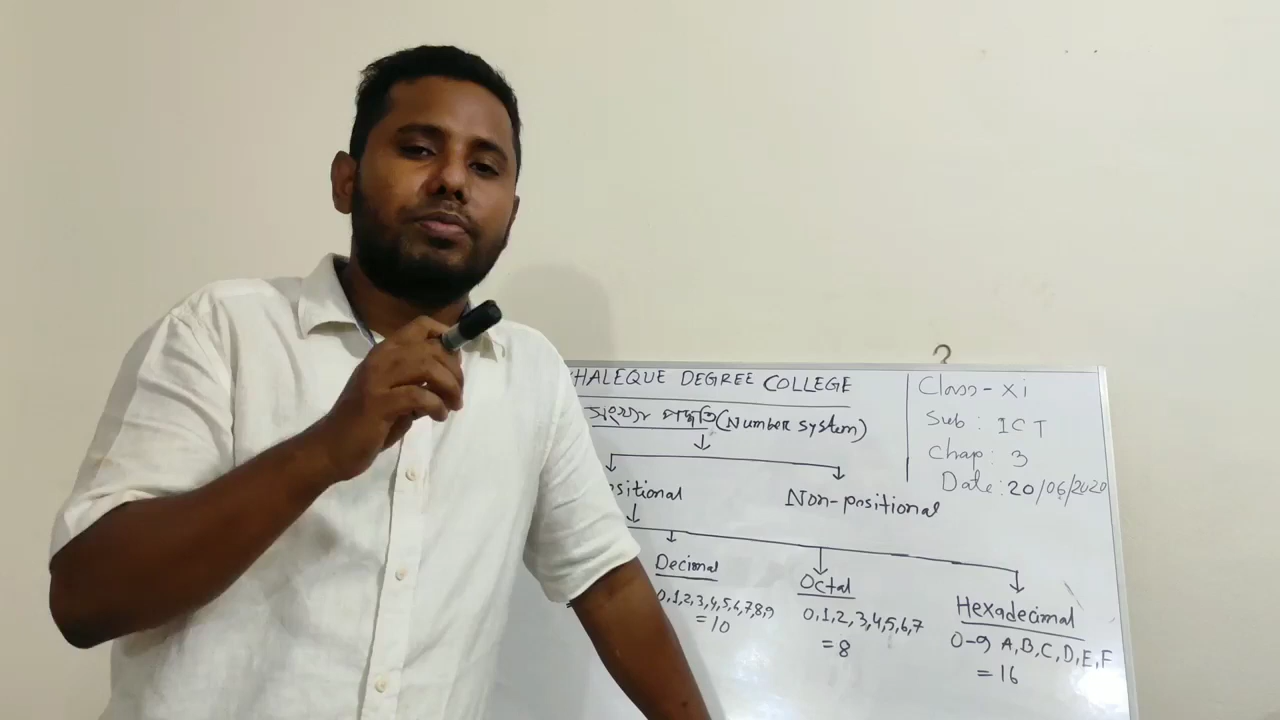 HALEQUE DEGREE COLLEGE
সংখ্যা পদ্ধতি (Number system)
sitional
Non-positional
Decimal
0,1,2,3,4,5,6,7,8,9
=10
Octal
0,1,2,3,4,5,6,7
=8
Hexadecimal
0-9 A,B,C,D,E,F
=16
Class-Xi
Sub: ICT
Chap: 3
Date: 20/06/2020